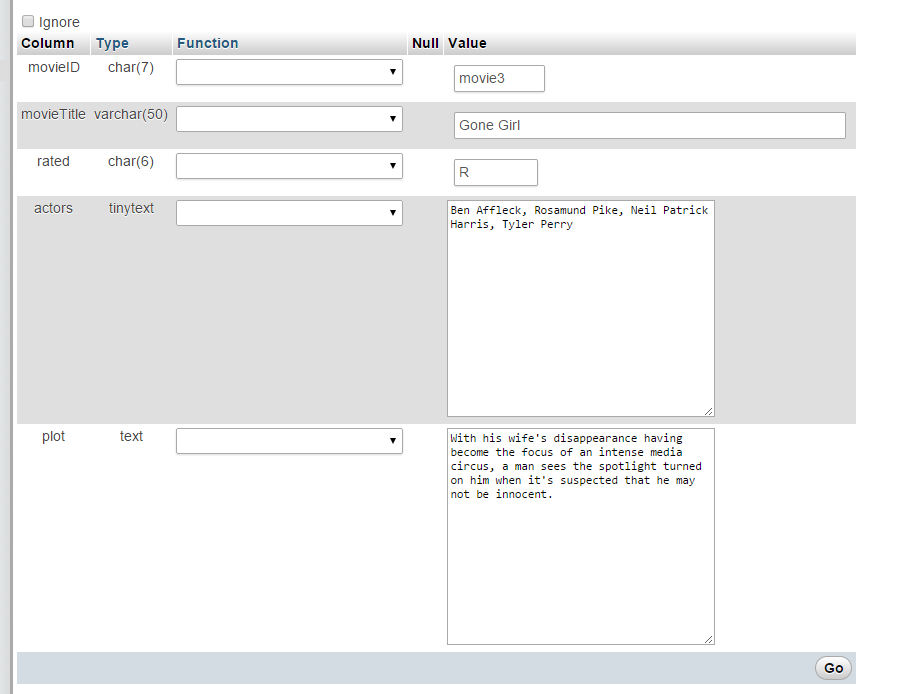 Ignore
Column Type Function Null Value
movieID char(7) movie3
movieTitle varchar(50) Gone Girl
rated char(6) R
actors tinytext Ben Affleck, Rosamund Pike, Neil Patrick
Harris, Tyler Perry
plot text With his wife's disappearance having
become the focus of an intense media
circus, a man sees the spotlight turned
on him when it's suspected that he may
not be innocent.
Go